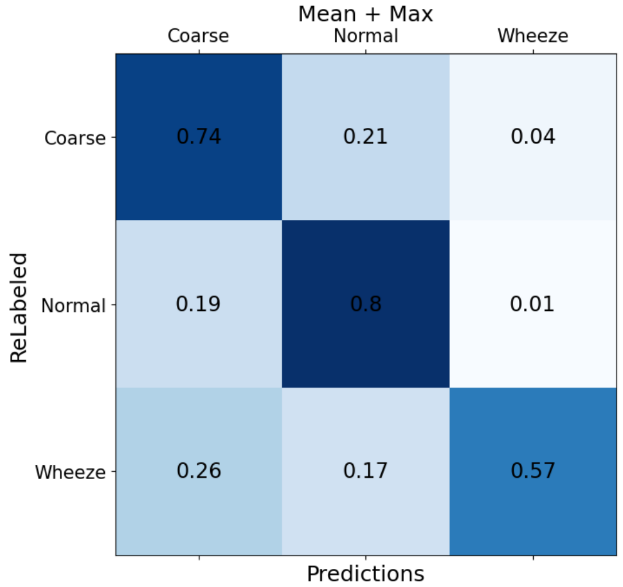 Mean + Max
Coarse Normal Wheeze
Coarse 0.74 0.21 0.04
Normal 0.19 0.8 0.01
Wheeze 0.26 0.17 0.57
ReLabeled
Predictions